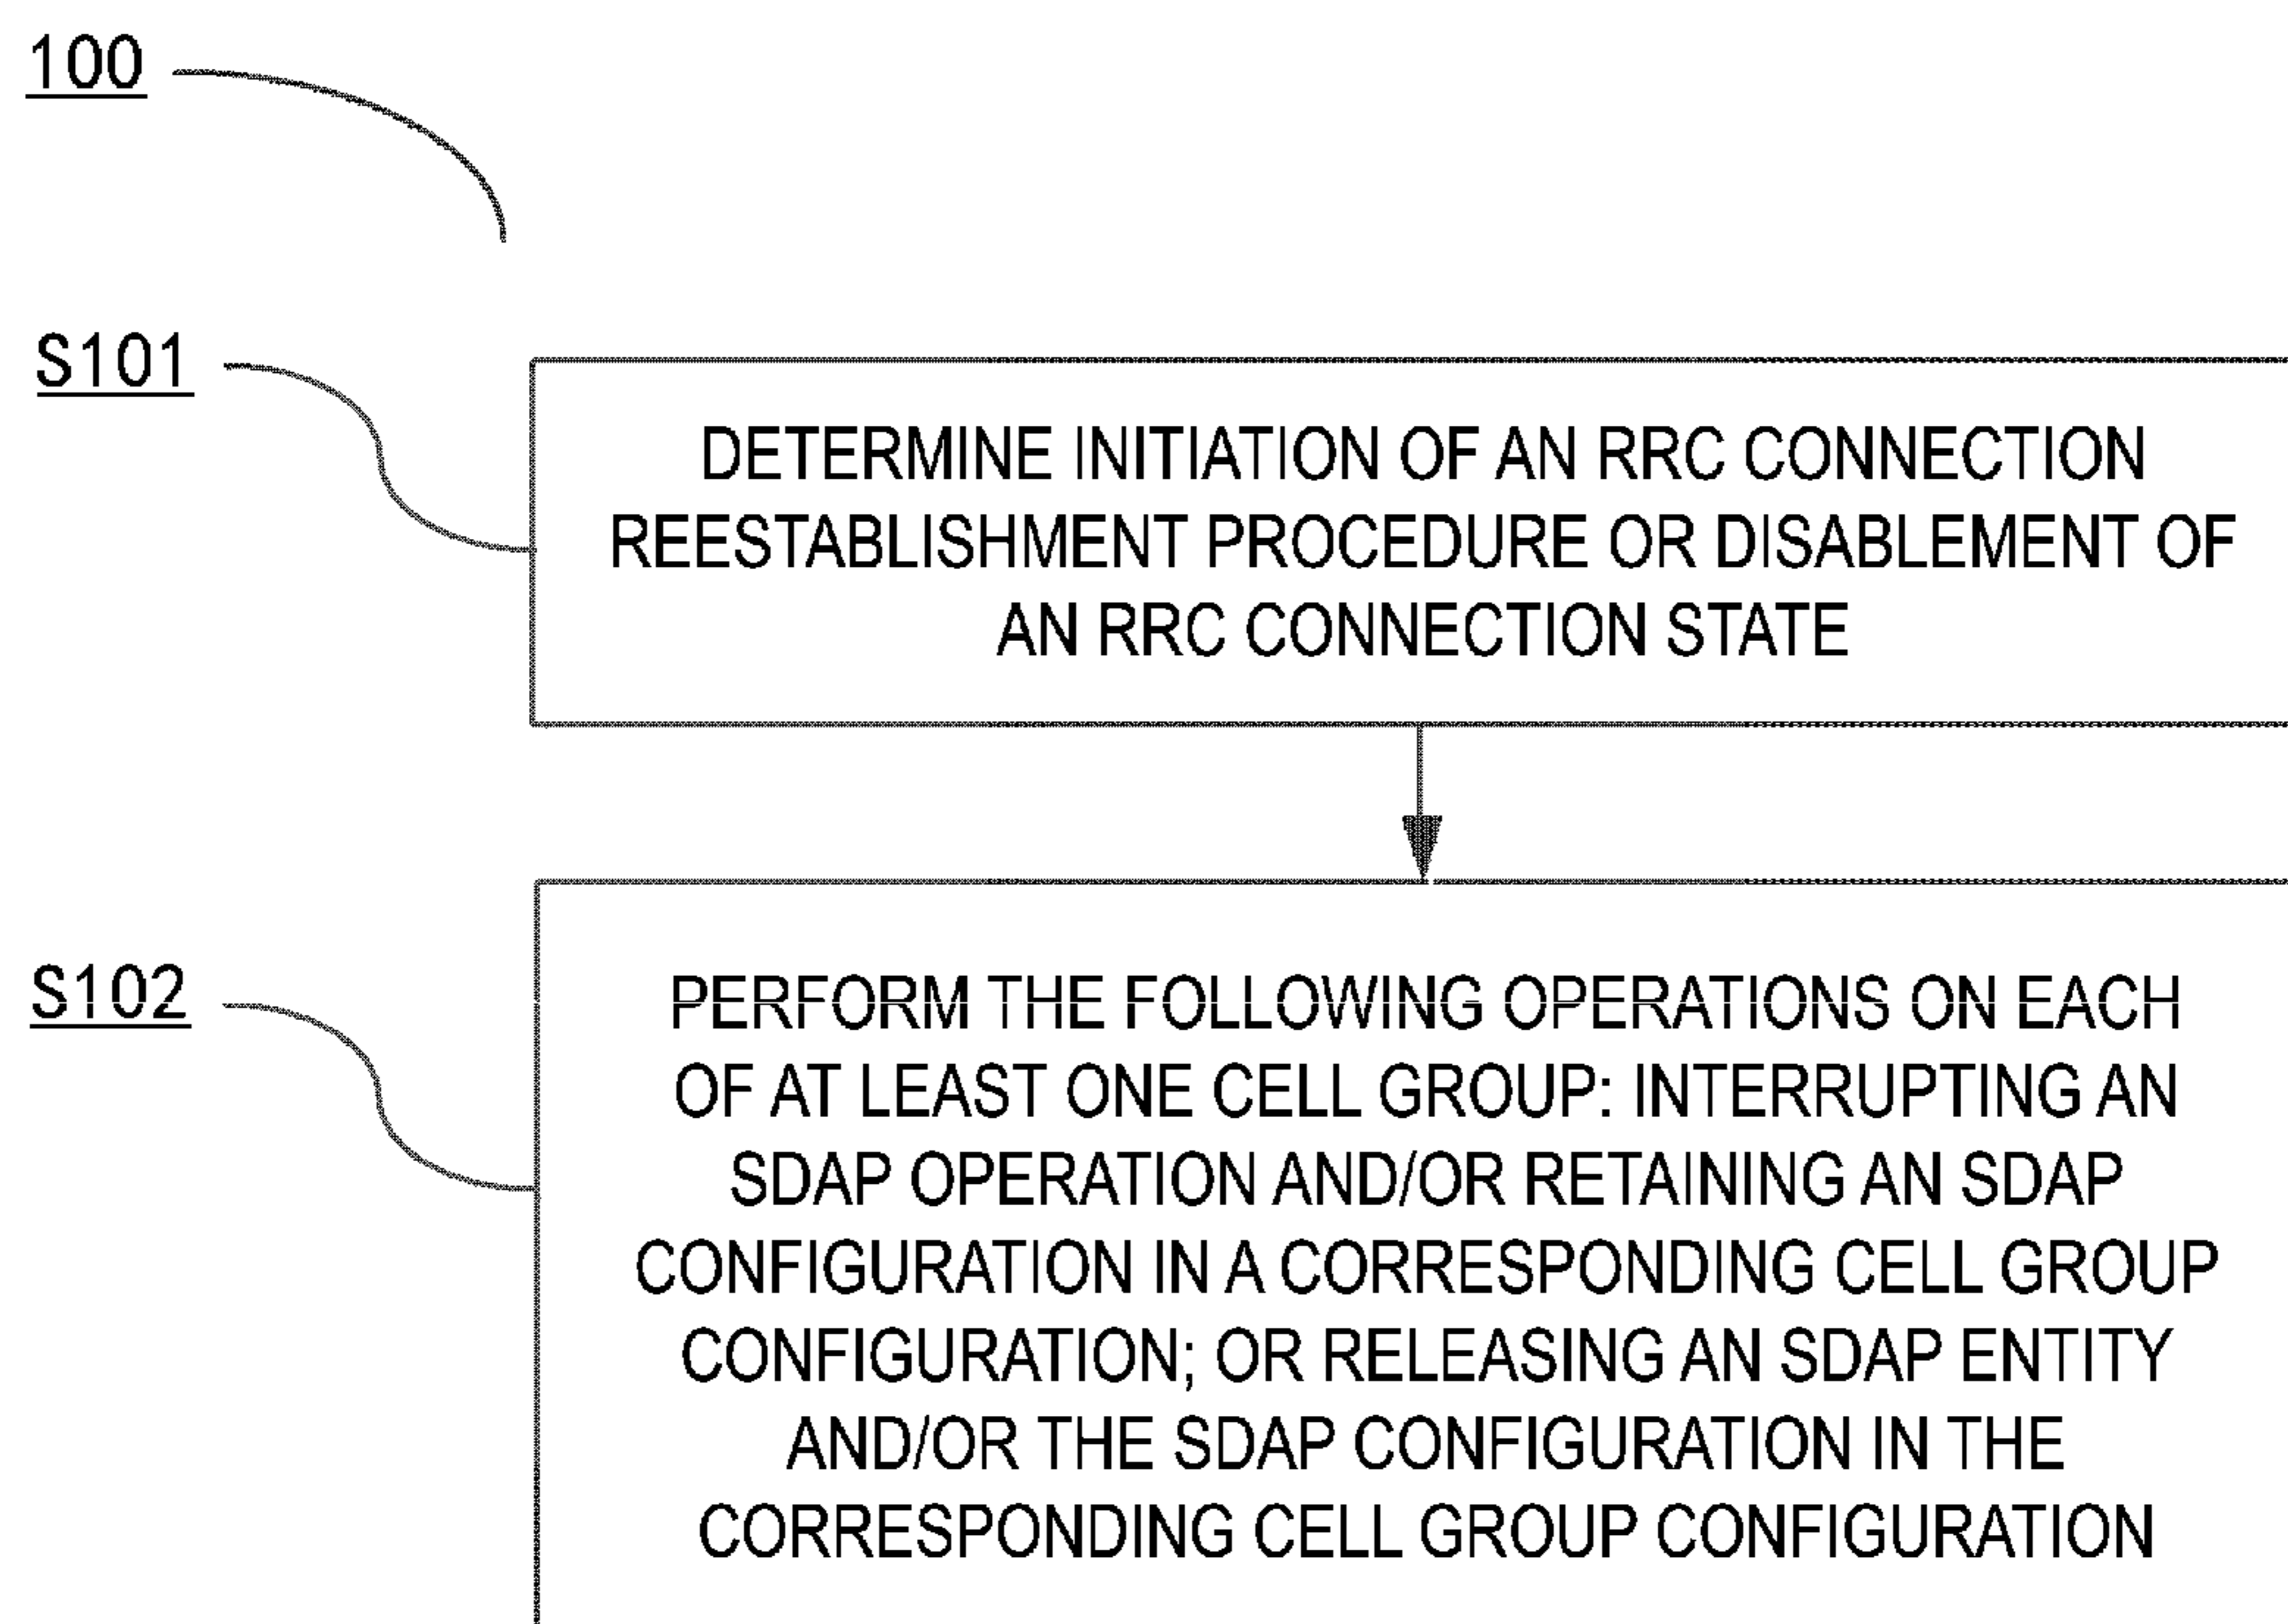 100
S101
DETERMINE INITIATION OF AN RRC CONNECTION
REESTABLISHMENT PROCEDURE OR DISABLEMENT OF
AN RRC CONNECTION STATE
S102
PERFORM THE FOLLOWING OPERATIONS ON EACH
OF AT LEAST ONE CELL GROUP: INTERRUPTING AN
SDAP OPERATION AND/OR RETAINING AN SDAP
CONFIGURATION IN A CORRESPONDING CELL GROUP
CONFIGURATION; OR RELEASING AN SDAP ENTITY
AND/OR THE SDAP CONFIGURATION IN THE
CORRESPONDING CELL GROUP CONFIGURATION